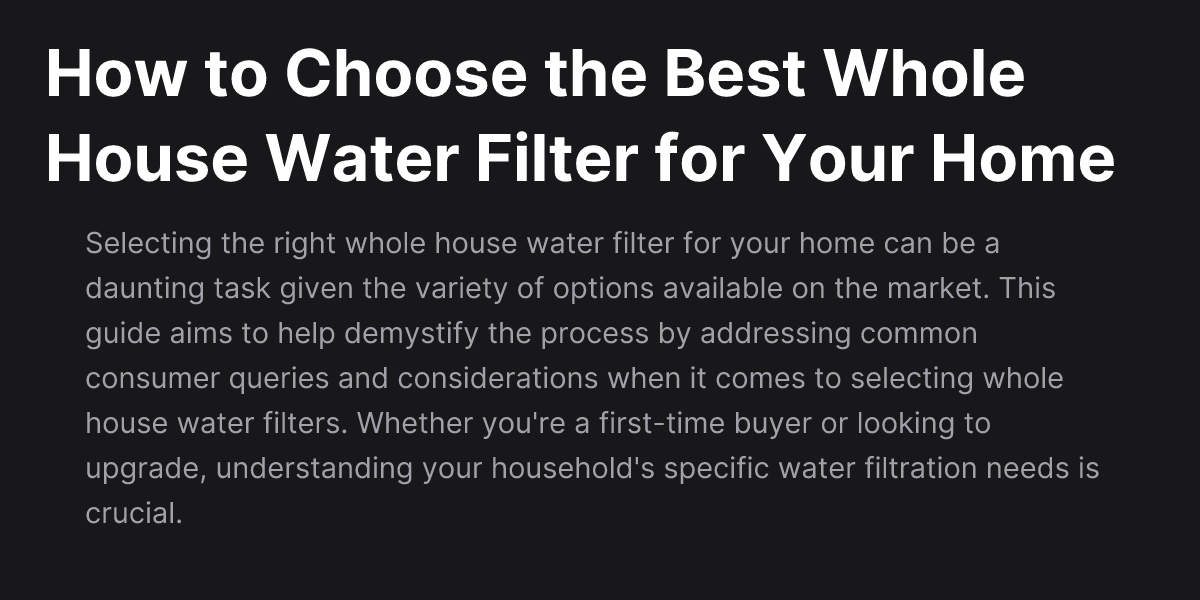 How to Choose the Best Whole
House Water Filter for Your Home
Selecting the right whole house water filter for your home can be a
daunting task given the variety of options available on the market. This
guide aims to help demystify the process by addressing common
consumer queries and considerations when it comes to selecting whole
house water filters. Whether you're a first-time buyer or looking to
upgrade, understanding your household's specific water filtration needs is
crucial.